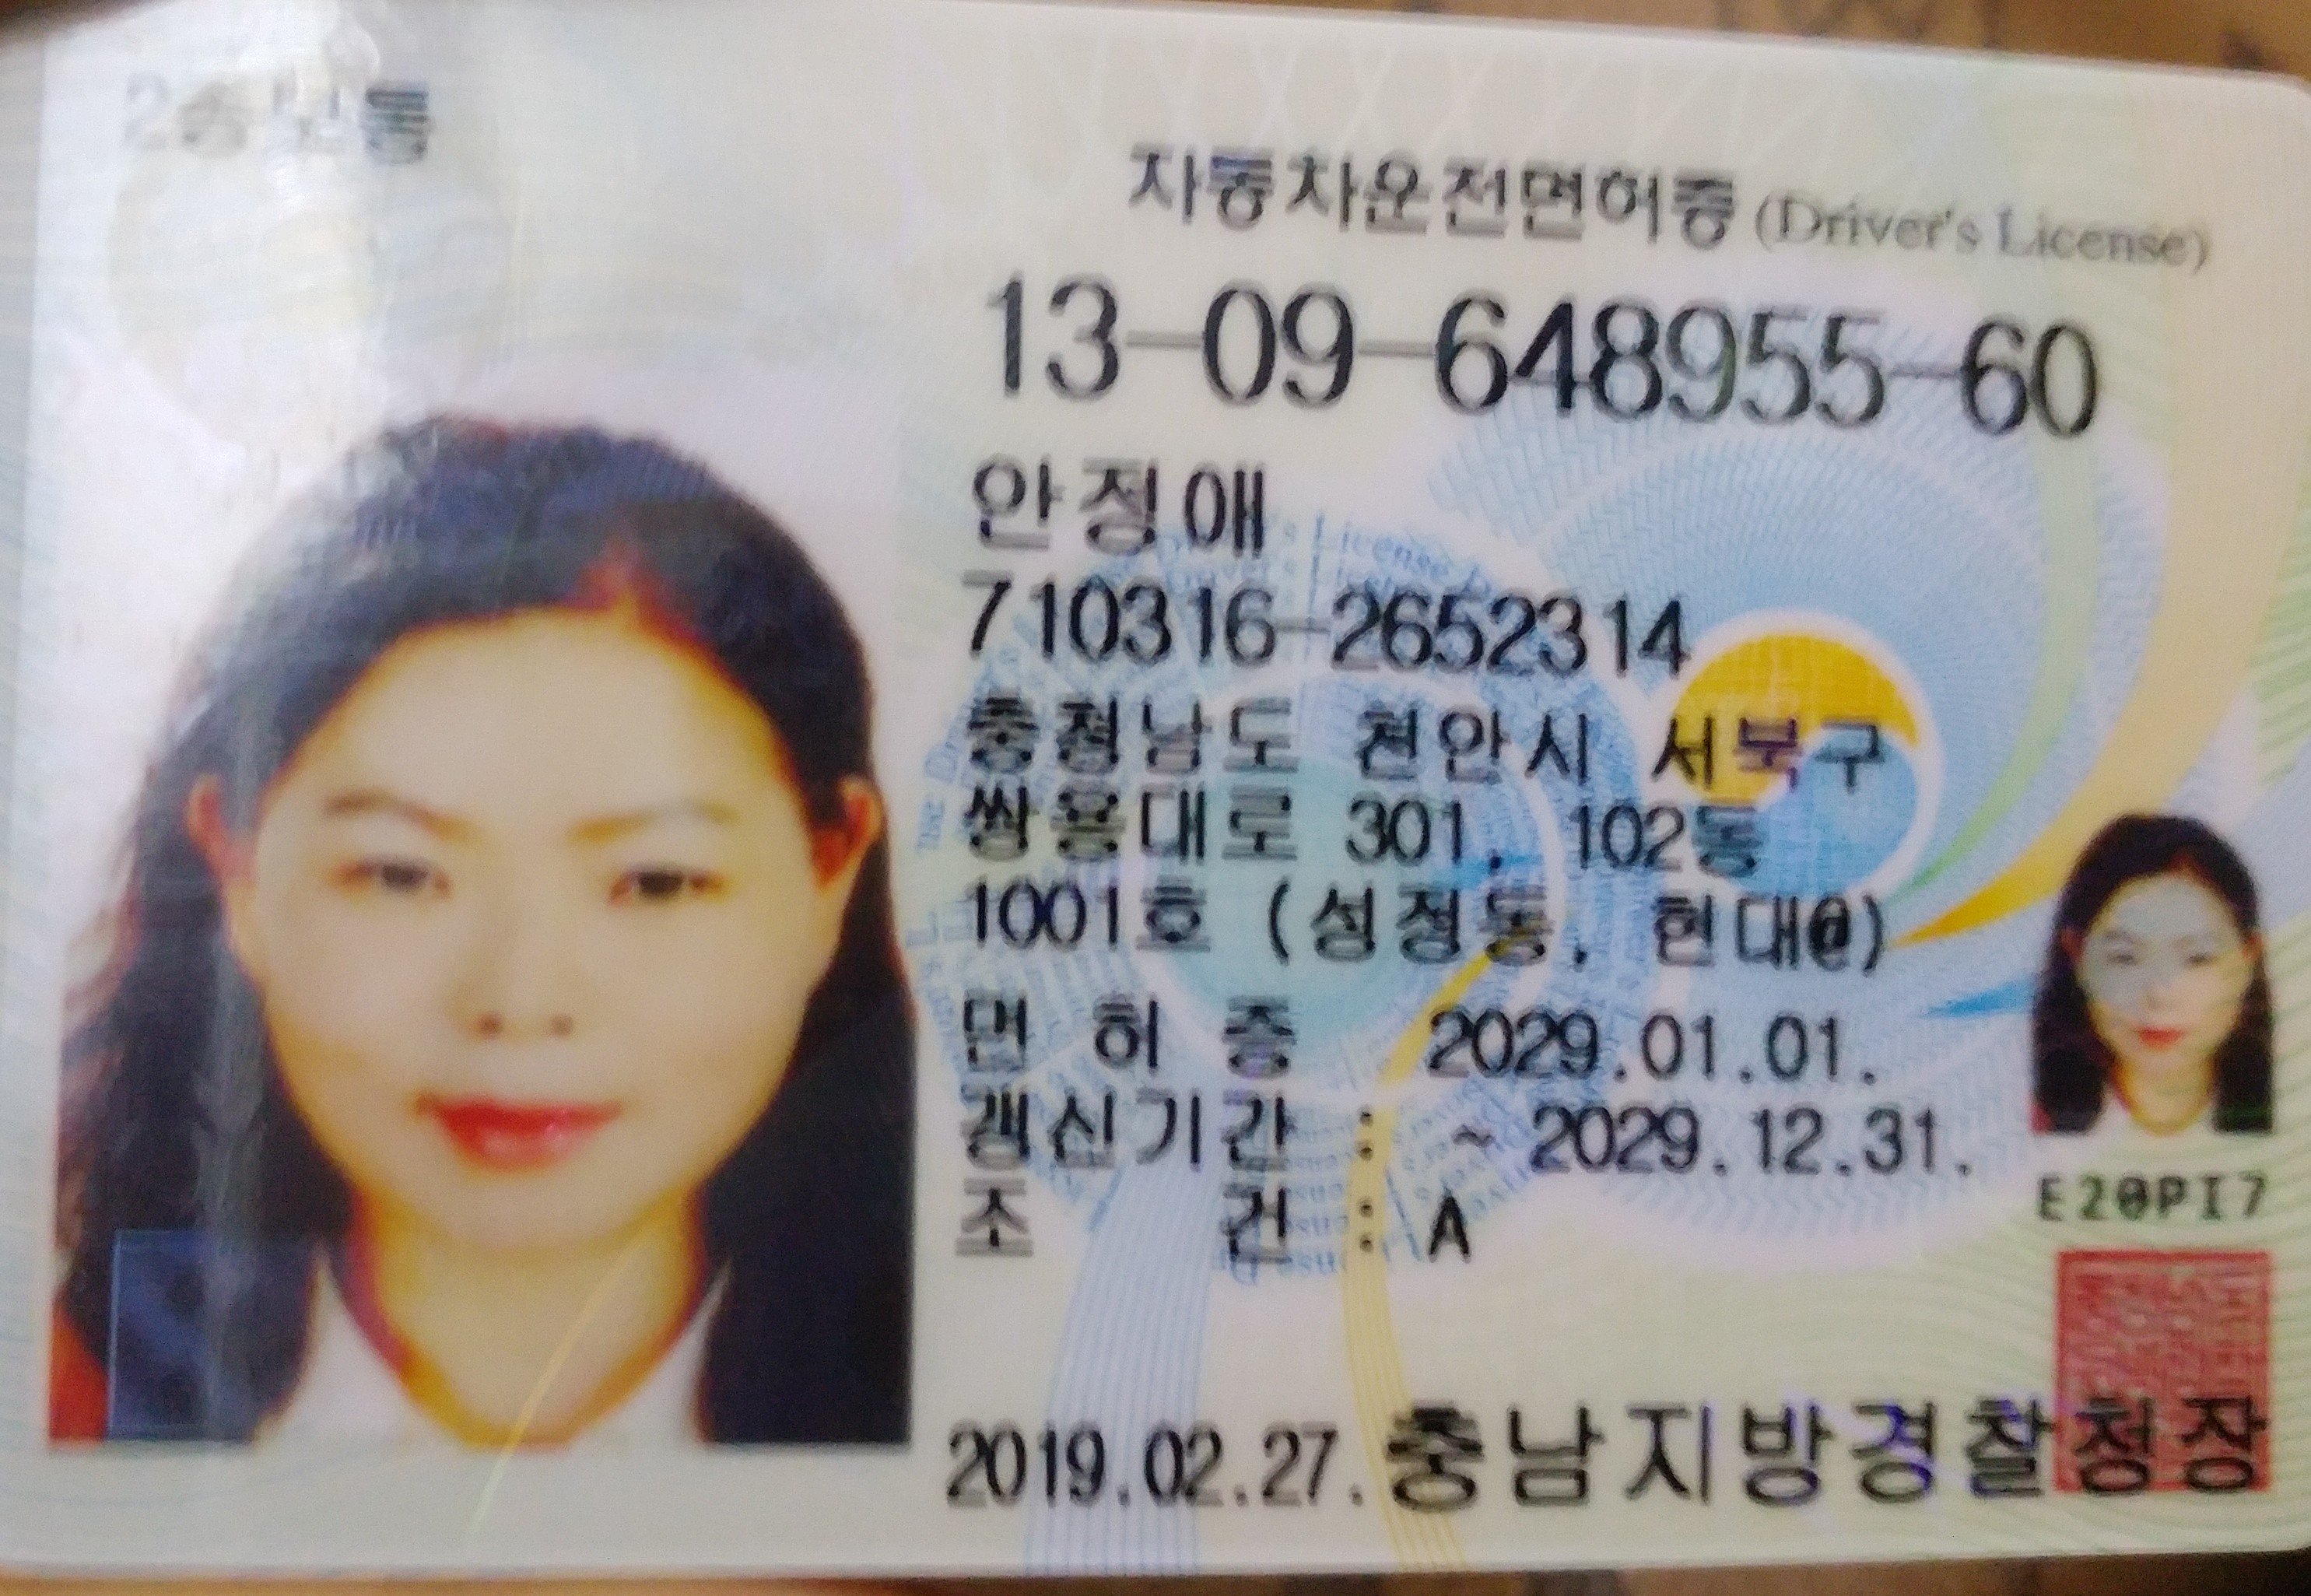 2종보통
자동차운전면허증 (Driver's License)
13-09-648955-60
안정애
710316-2652314
충청남도 천안시 서북구
쌍용대로 301, 102동
1001호 (성정동, 현대@)
면 허 증 2029.01.01.
갱신기간 : ~ 2029.12.31.
조 건 : A
E20PI7
2019.02.27. 충남지방경찰청장